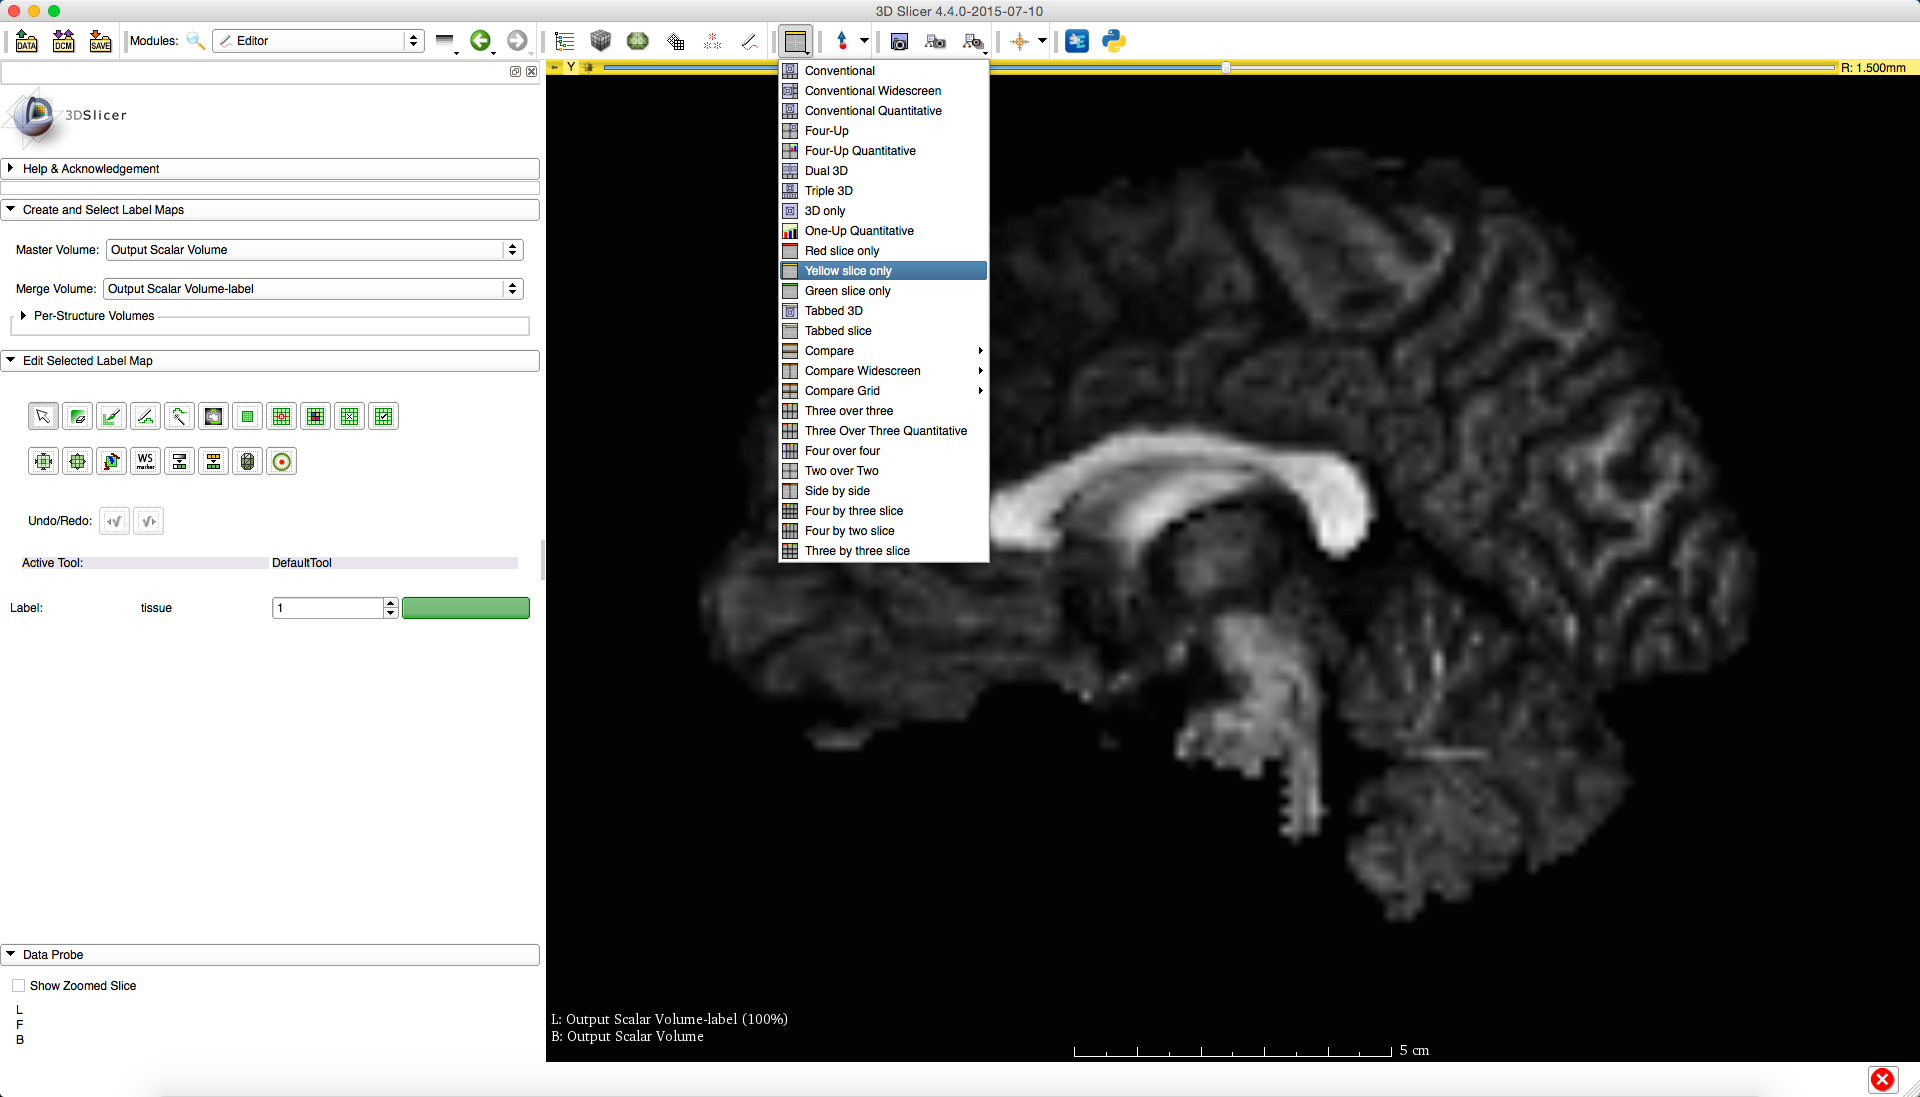 3D Slicer 4.4.0-2015-07-10
DATA
DCM
SAVE
Modules:
Editor
Y
R: 1.500mm
3DSlicer
Help & Acknowledgement
Create and Select Label Maps
Master Volume:
Output Scalar Volume
Merge Volume:
Output Scalar Volume-label
Per-Structure Volumes
Edit Selected Label Map
WS
marker
Undo/Redo:
Active Tool:
DefaultTool
Label:
tissue
1
Data Probe
Show Zoomed Slice
L
F
B
Conventional
Conventional Widescreen
Conventional Quantitative
Four-Up
Four-Up Quantitative
Dual 3D
Triple 3D
3D only
One-Up Quantitative
Red slice only
Yellow slice only
Green slice only
Tabbed 3D
Tabbed slice
Compare
Compare Widescreen
Compare Grid
Three over three
Three Over Three Quantitative
Four over four
Two over Two
Side by side
Four by three slice
Four by two slice
Three by three slice
L: Output Scalar Volume-label (100%)
B: Output Scalar Volume
5 cm